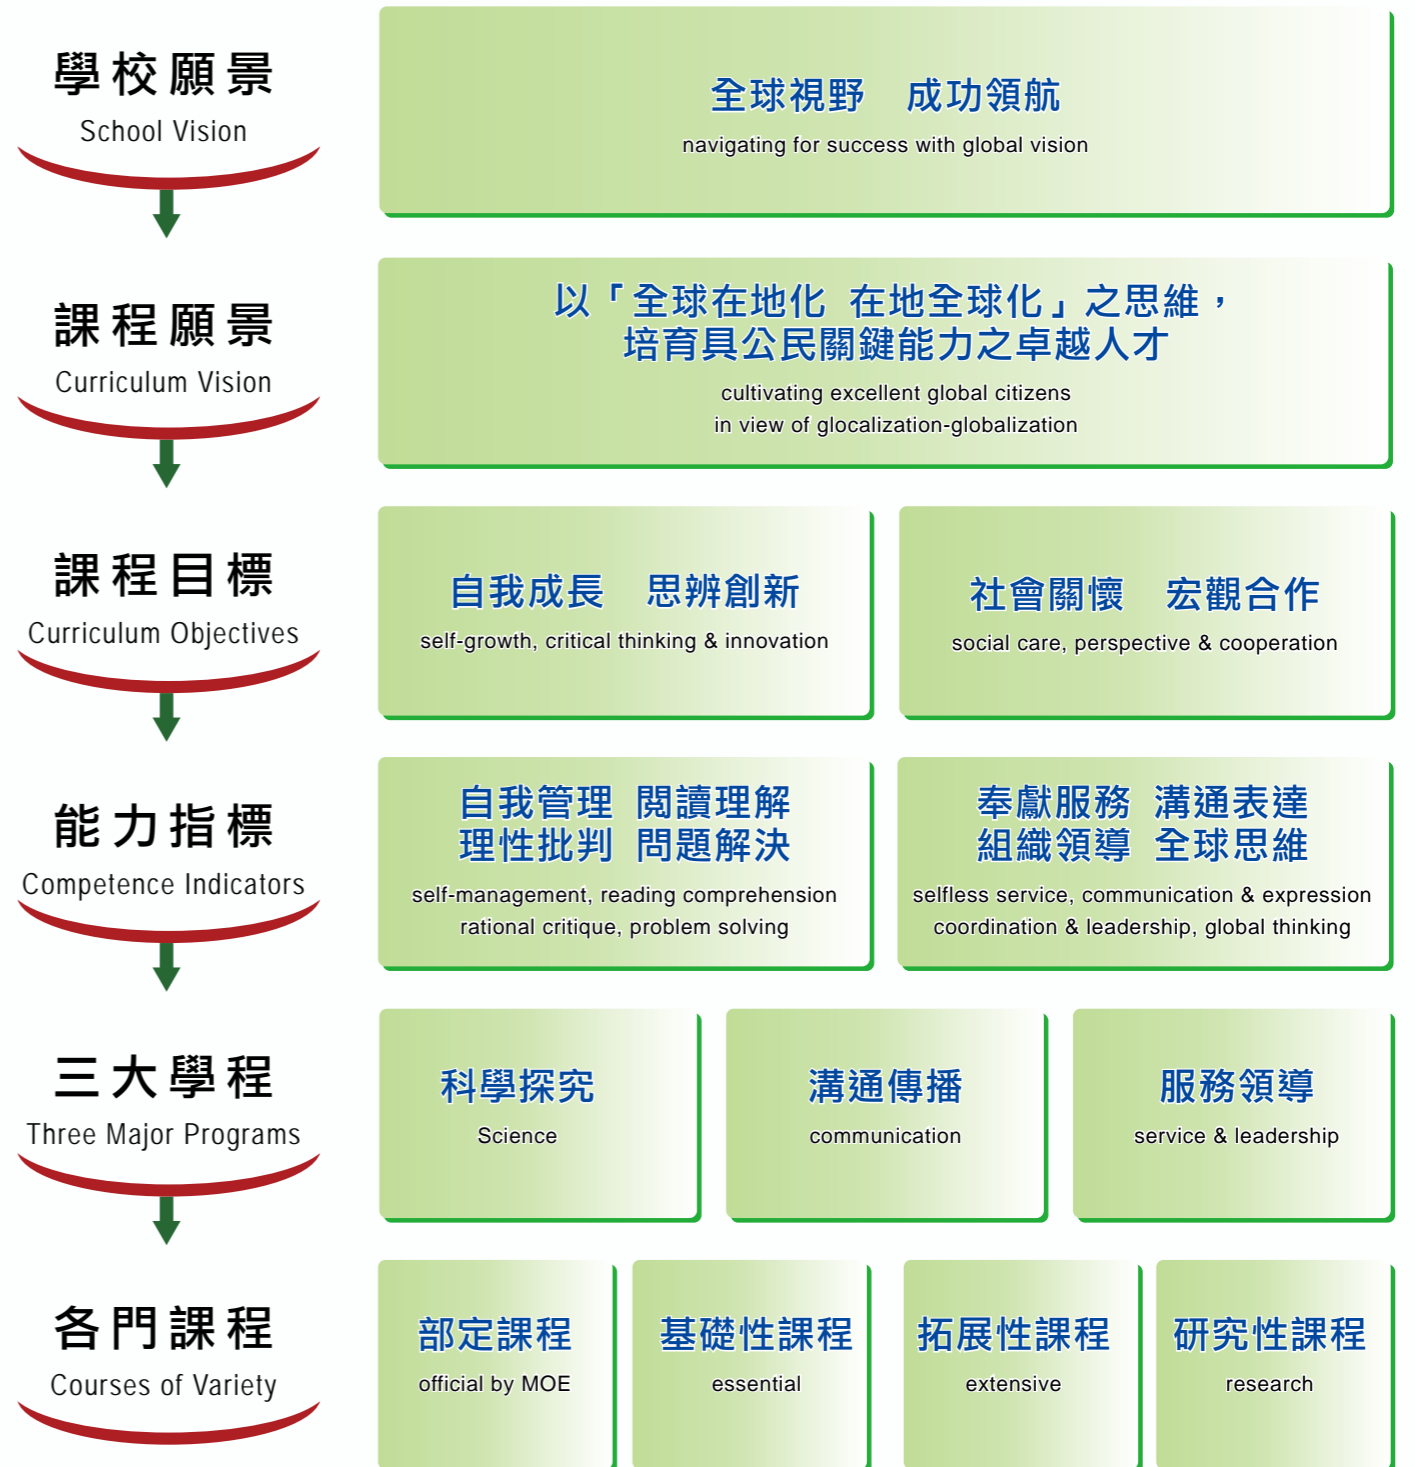 學校願景
School Vision
全球視野 成功領航
navigating for success with global vision
課程願景
Curriculum Vision
以「全球在地化 在地全球化」之思維，
培育具公民關鍵能力之卓越人才
cultivating excellent global citizens
in view of glocalization-globalization
課程目標
Curriculum Objectives
自我成長 思辨創新
self-growth, critical thinking & innovation
社會關懷 宏觀合作
social care, perspective & cooperation
能力指標
Competence Indicators
自我管理 閱讀理解
理性批判 問題解決
self-management, reading comprehension
rational critique, problem solving
奉獻服務 溝通表達
組織領導 全球思維
selfless service, communication & expression
coordination & leadership, global thinking
三大學程
Three Major Programs
科學探究
Science
溝通傳播
communication
服務領導
service & leadership
各門課程
Courses of Variety
部定課程
official by MOE
基礎性課程
essential
拓展性課程
extensive
研究性課程
research